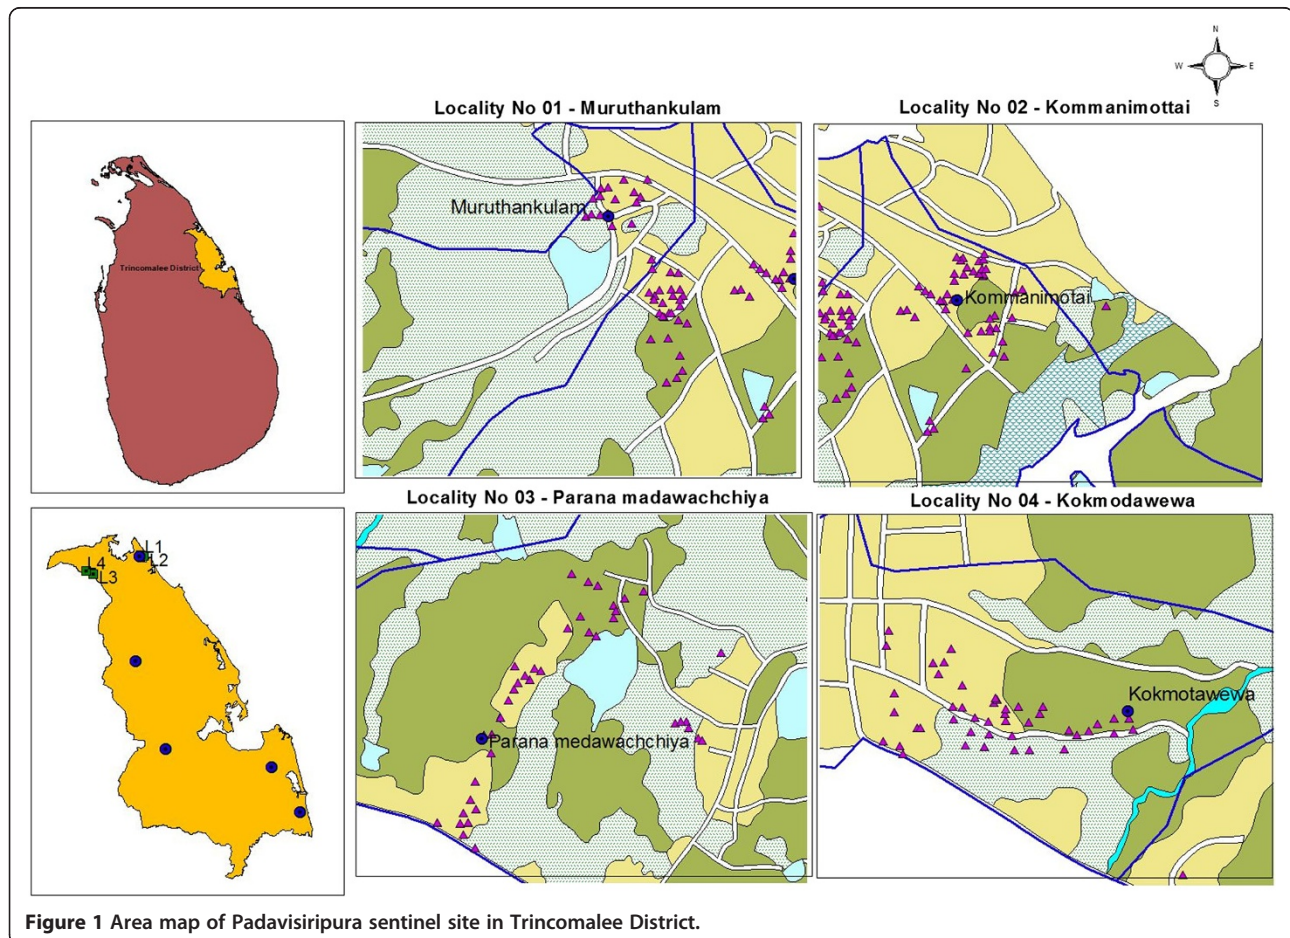 N
W E
S
Locality No 01 - Muruthankulam
Locality No 02 - Kommanimottai
Trincomalee District
Muruthankulam
Kommanimotai
Locality No 03 - Parana madawachchiya
Locality No 04 - Kokmodawewa
L1
L2
L4
L3
Parana medawachchiya
Kokmotawewa
Figure 1 Area map of Padavisiripura sentinel site in Trincomalee District.